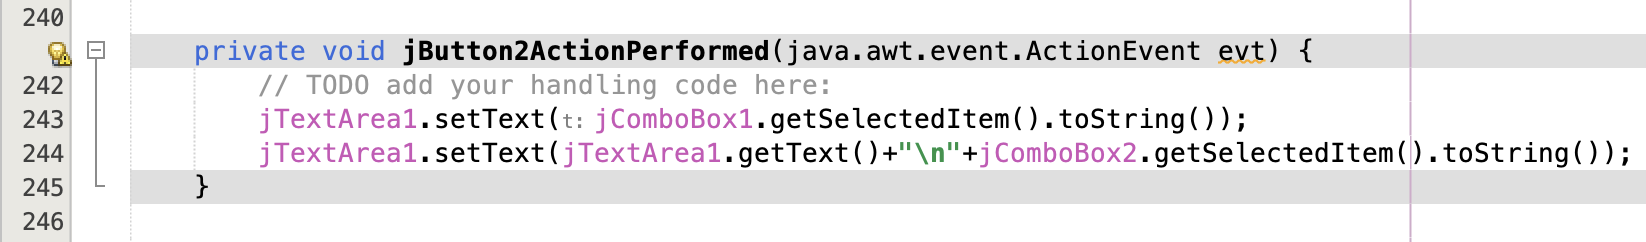 240
private void jButton2ActionPerformed(java.awt.event.ActionEvent evt) {
242 // TODO add your handling code here:
243 jTextArea1.setText(t: jComboBox1.getSelectedItem().toString());
244 jTextArea1.setText(jTextArea1.getText()+"\n"+jComboBox2.getSelectedItem().toString());
245 }
246